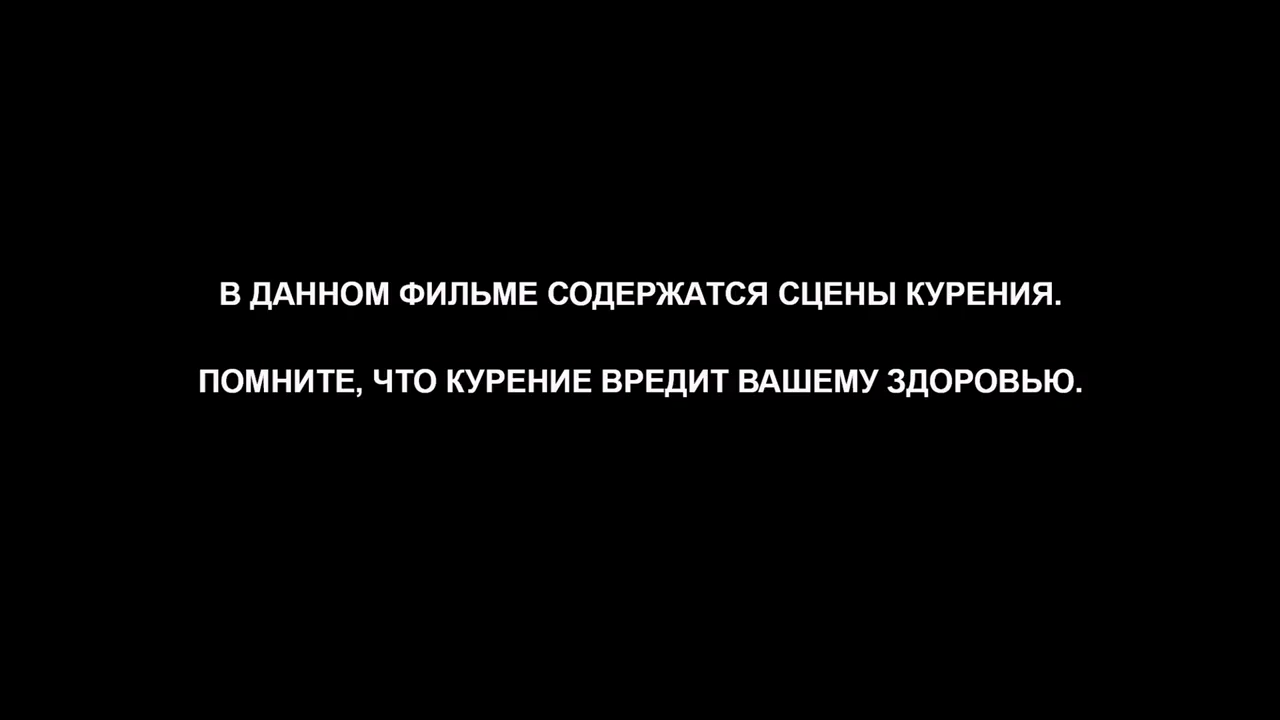 В ДАННОМ ФИЛЬМЕ СОДЕРЖАТСЯ СЦЕНЫ КУРЕНИЯ.
ПОМНИТЕ, ЧТО КУРЕНИЕ ВРЕДИТ ВАШЕМУ ЗДОРОВЬЮ.